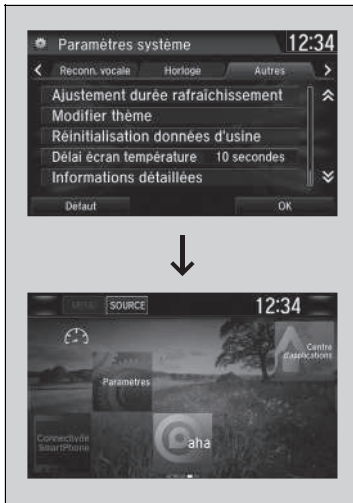 Paramètres système
12:34
Reconn. vocale
Horloge
Autres
Ajustement durée rafraîchissement
Modifier thème
Réinitialisation données d'usine
Délai écran température 10 secondes
Informations détaillées
Défaut
OK
MENU
SOURCE
12:34
Centre
d'applications
Paramètres
Connectivité
SmartPhone
aha